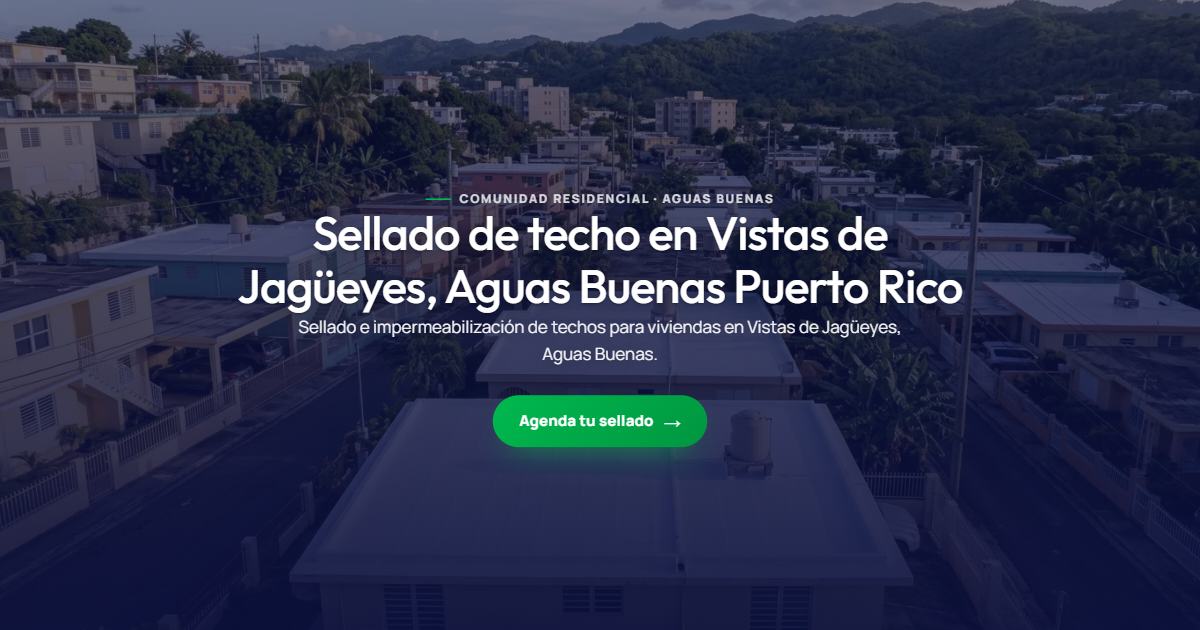 COMUNIDAD RESIDENCIAL · AGUAS BUENAS
Sellado de techo en Vistas de
Jagüeyes, Aguas Buenas Puerto Rico
Sellado e impermeabilización de techos para viviendas en Vistas de Jagüeyes,
Aguas Buenas.
Agenda tu sellado →